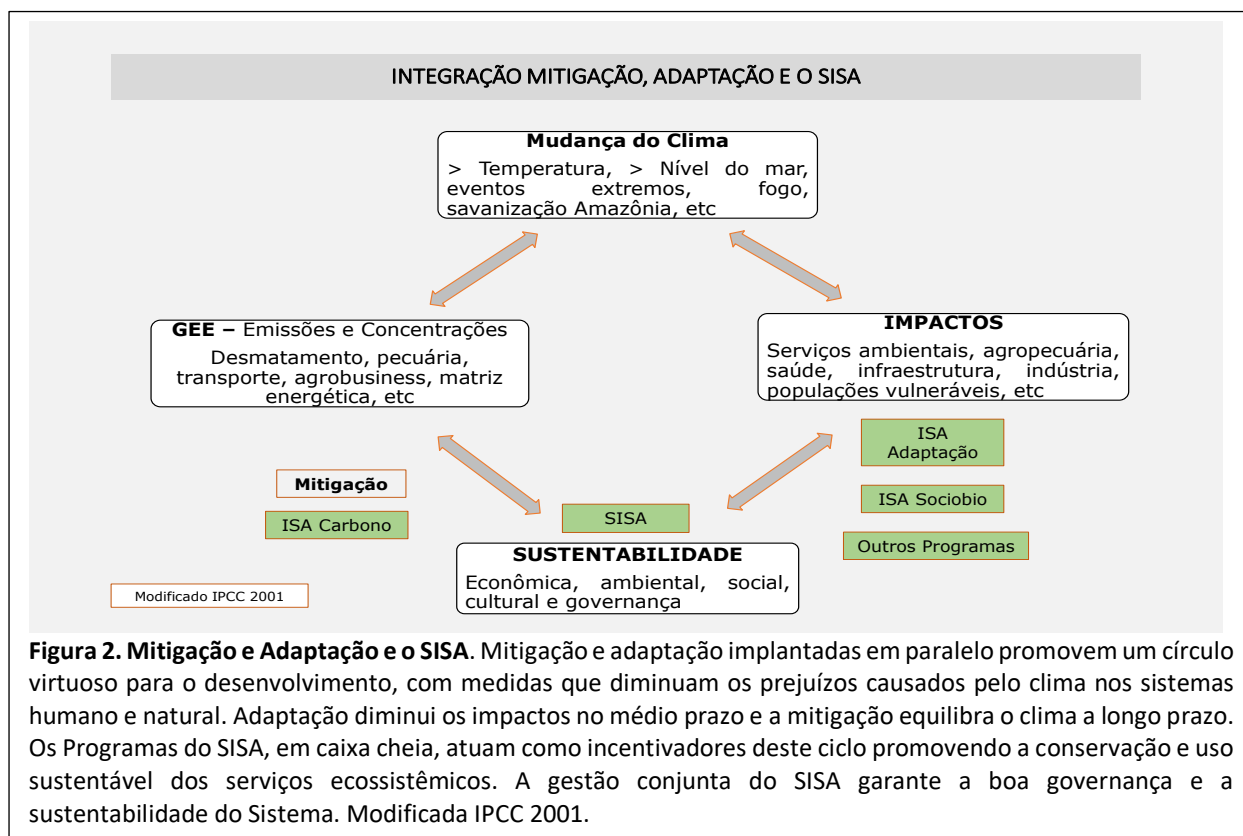 INTEGRAÇÃO MITIGAÇÃO, ADAPTAÇÃO E O SISA
Mudança do Clima
> Temperatura, > Nível do mar,
eventos extremos, fogo,
savanização Amazônia, etc
GEE – Emissões e Concentrações
Desmatamento, pecuária,
transporte, agrobusiness, matriz
energética, etc
IMPACTOS
Serviços ambientais, agropecuária,
saúde, infraestrutura, indústria,
populações vulneráveis, etc
ISA
Adaptação
Mitigação
ISA Sociobio
ISA Carbono
SISA
Outros Programas
SUSTENTABILIDADE
Econômica, ambiental, social,
cultural e governança
Modificado IPCC 2001
Figura 2. Mitigação e Adaptação e o SISA. Mitigação e adaptação implantadas em paralelo promovem um círculo
virtuoso para o desenvolvimento, com medidas que diminuam os prejuízos causados pelo clima nos sistemas
humano e natural. Adaptação diminui os impactos no médio prazo e a mitigação equilibra o clima a longo prazo.
Os Programas do SISA, em caixa cheia, atuam como incentivadores deste ciclo promovendo a conservação e uso
sustentável dos serviços ecossistêmicos. A gestão conjunta do SISA garante a boa governança e a
sustentabilidade do Sistema. Modificada IPCC 2001.